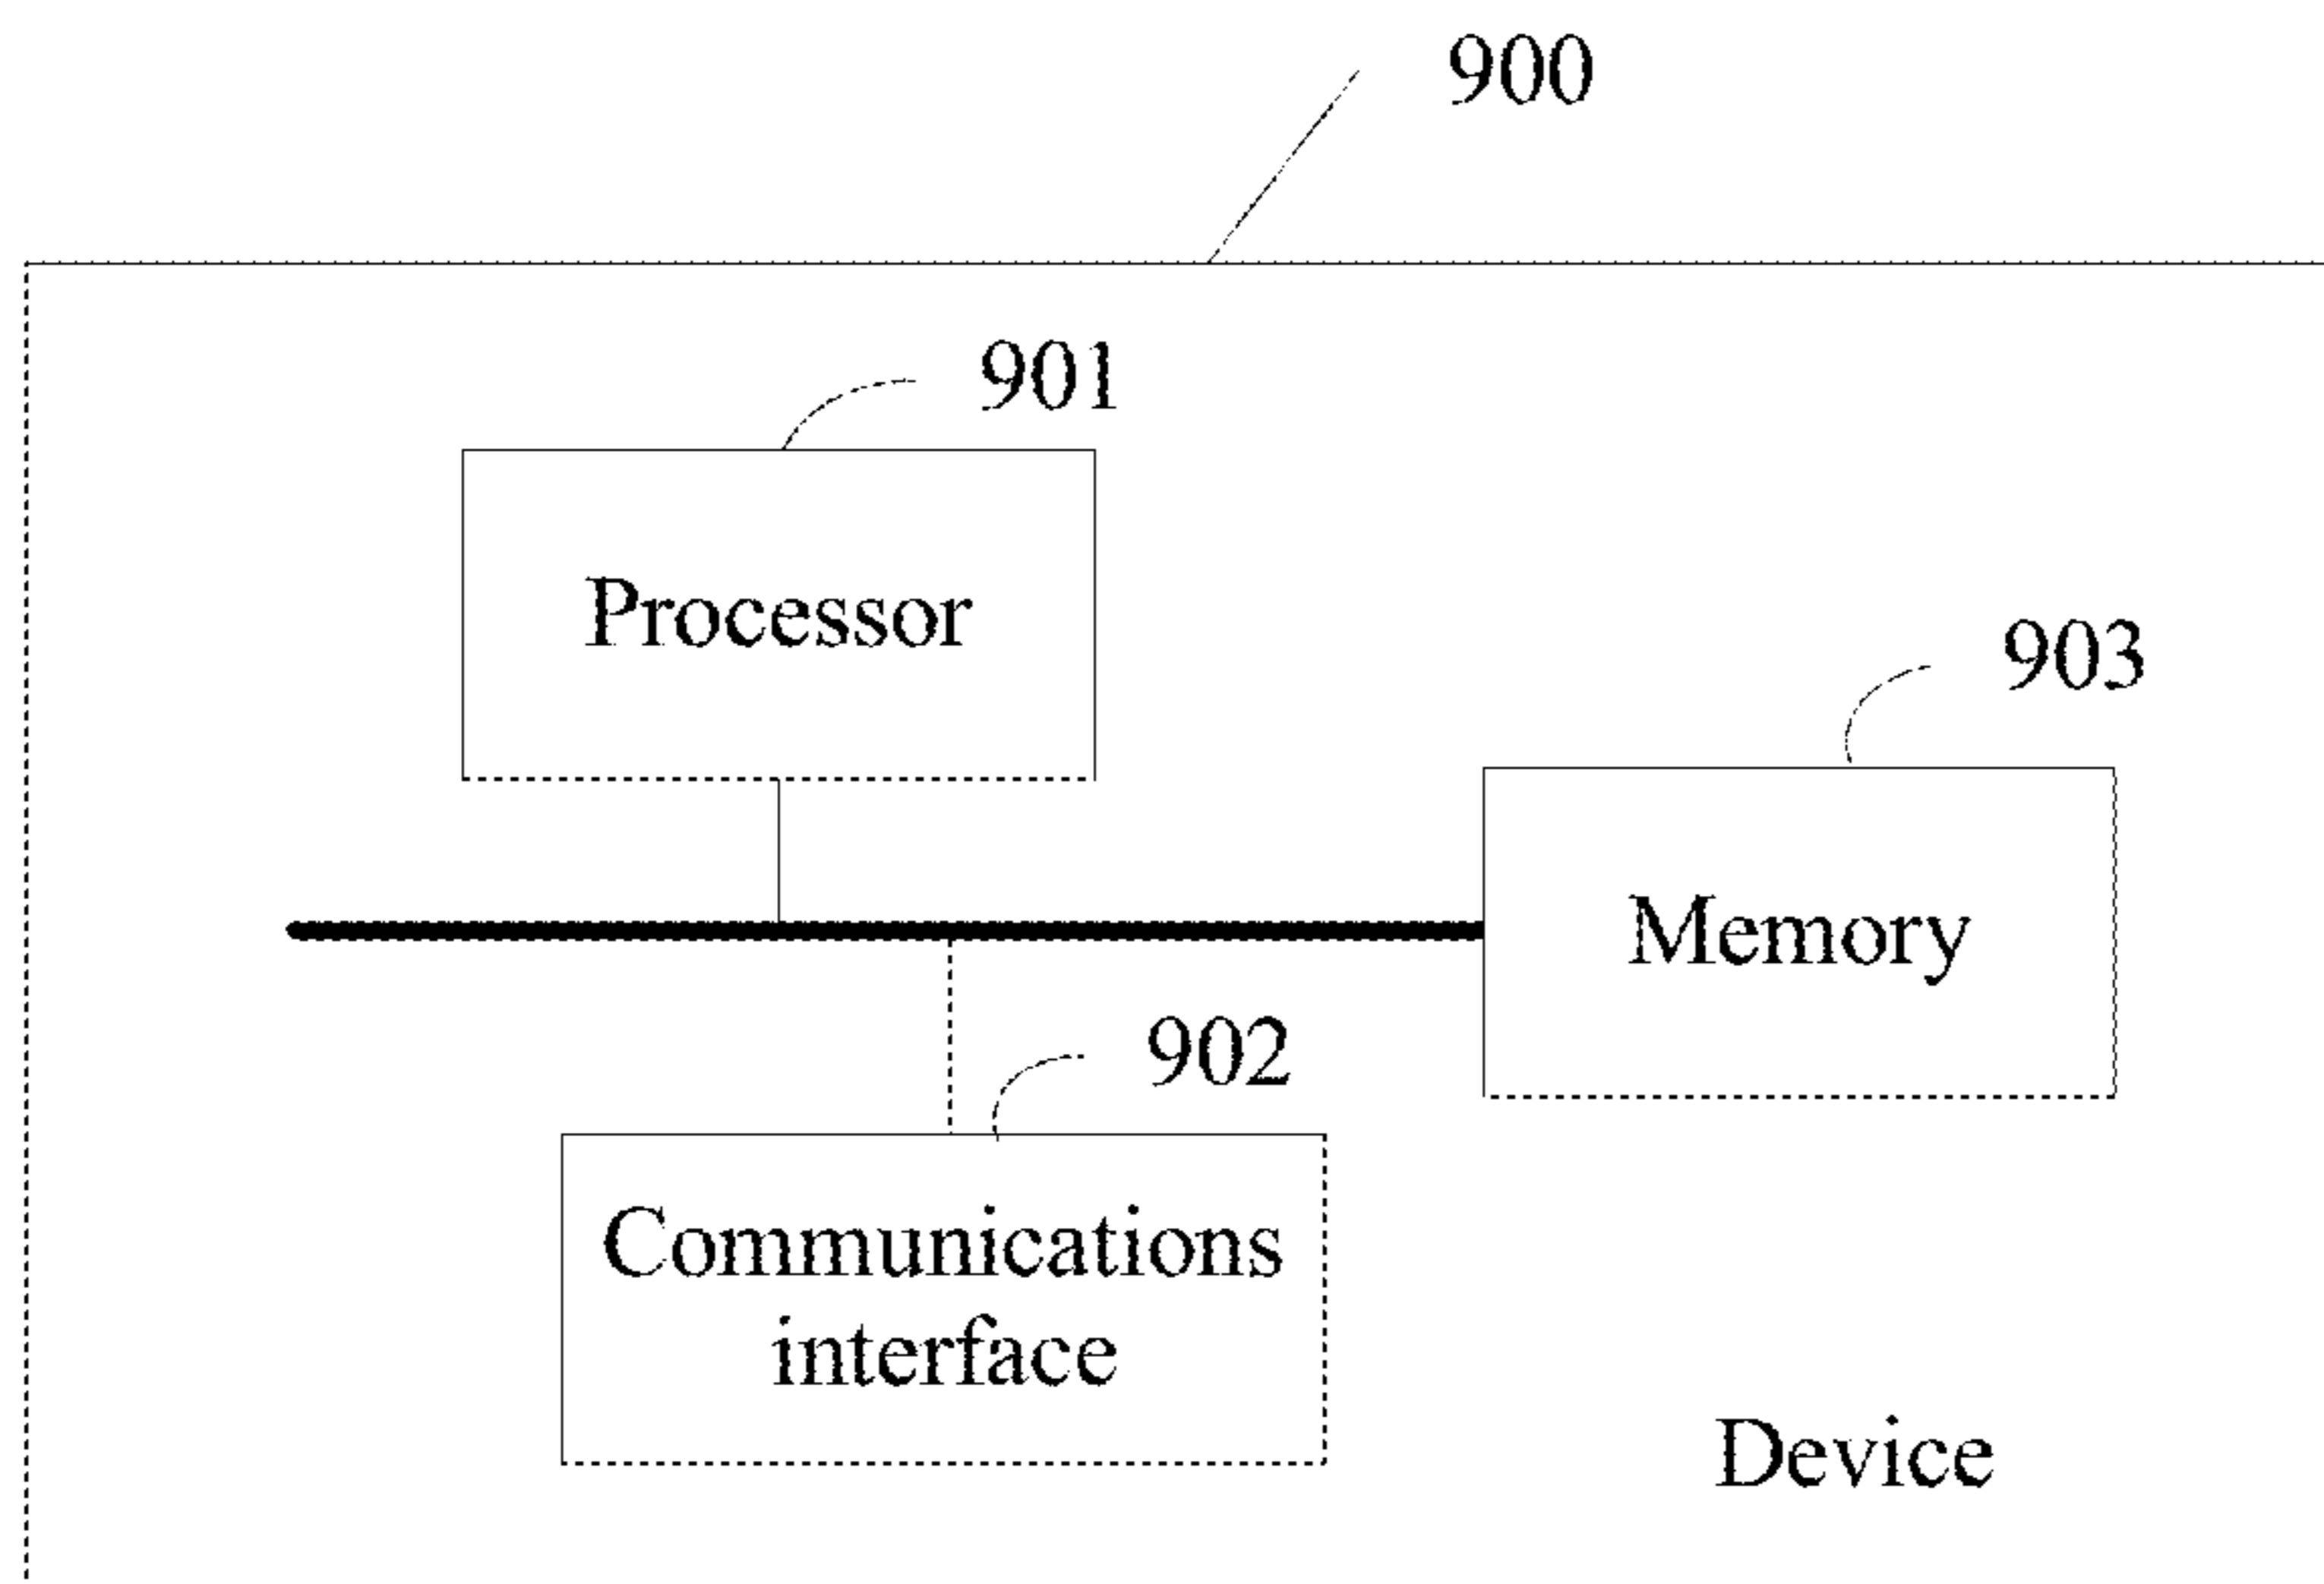 900
901
Processor
903
Memory
902
Communications
interface
Device